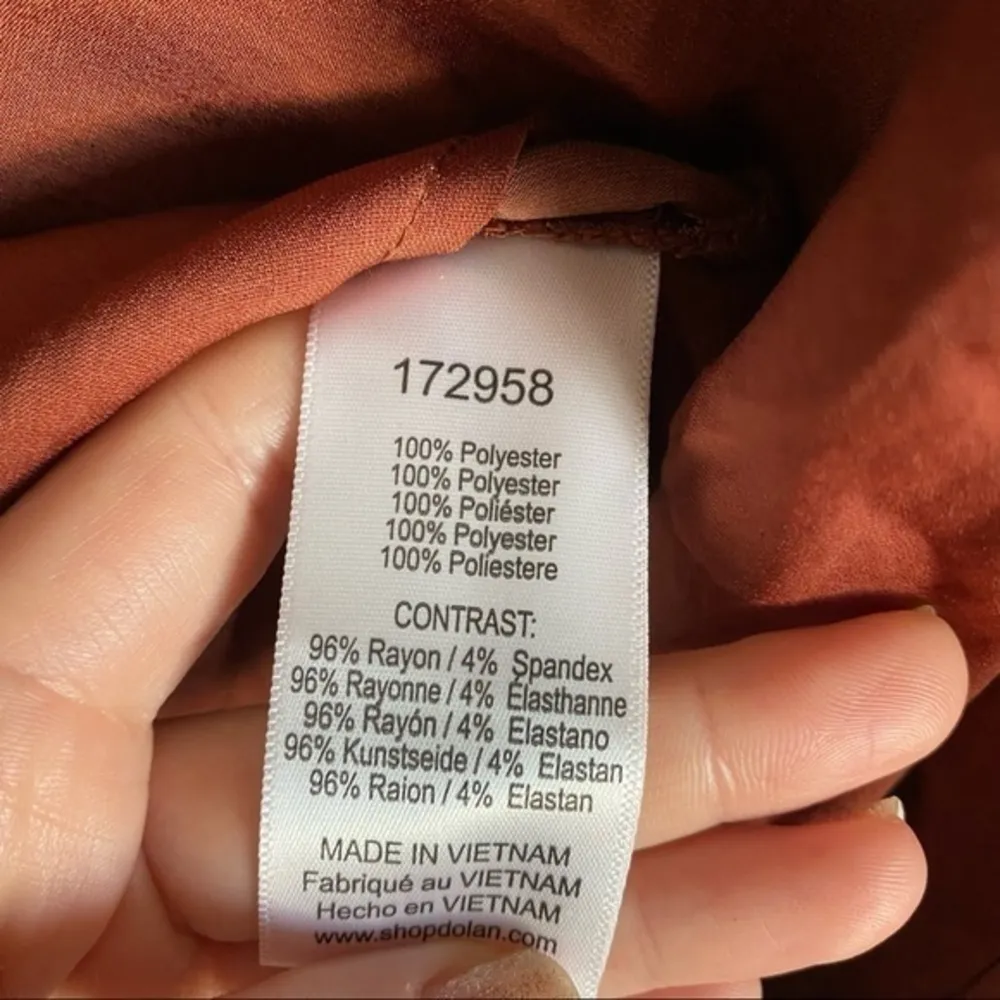 172958
100% Polyester
100% Polyester
100% Poliéster
100% Polyester
100% Poliestere
CONTRAST:
96% Rayon / 4% Spandex
96% Rayonne / 4% Élasthanne
96% Rayón / 4% Elastano
96% Kunstseide / 4% Elastan
96% Raion / 4% Elastan
MADE IN VIETNAM
Fabriqué au VIETNAM
Hecho en VIETNAM
www.shopdolan.com